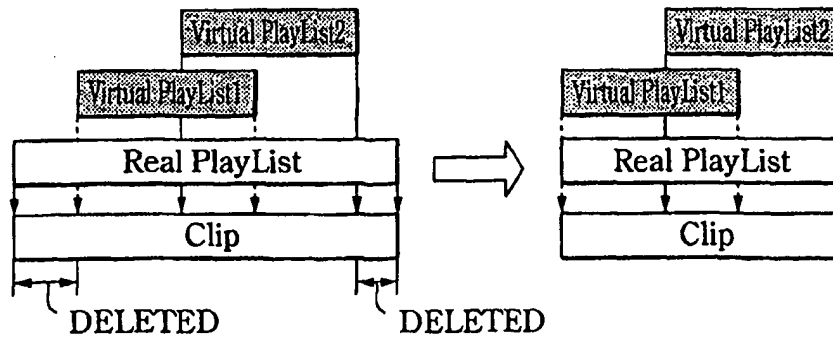 Virtual PlayList2
Virtual PlayList1
Real PlayList
Clip
DELETED
DELETED
Virtual PlayList2
Virtual PlayList1
Real PlayList
Clip